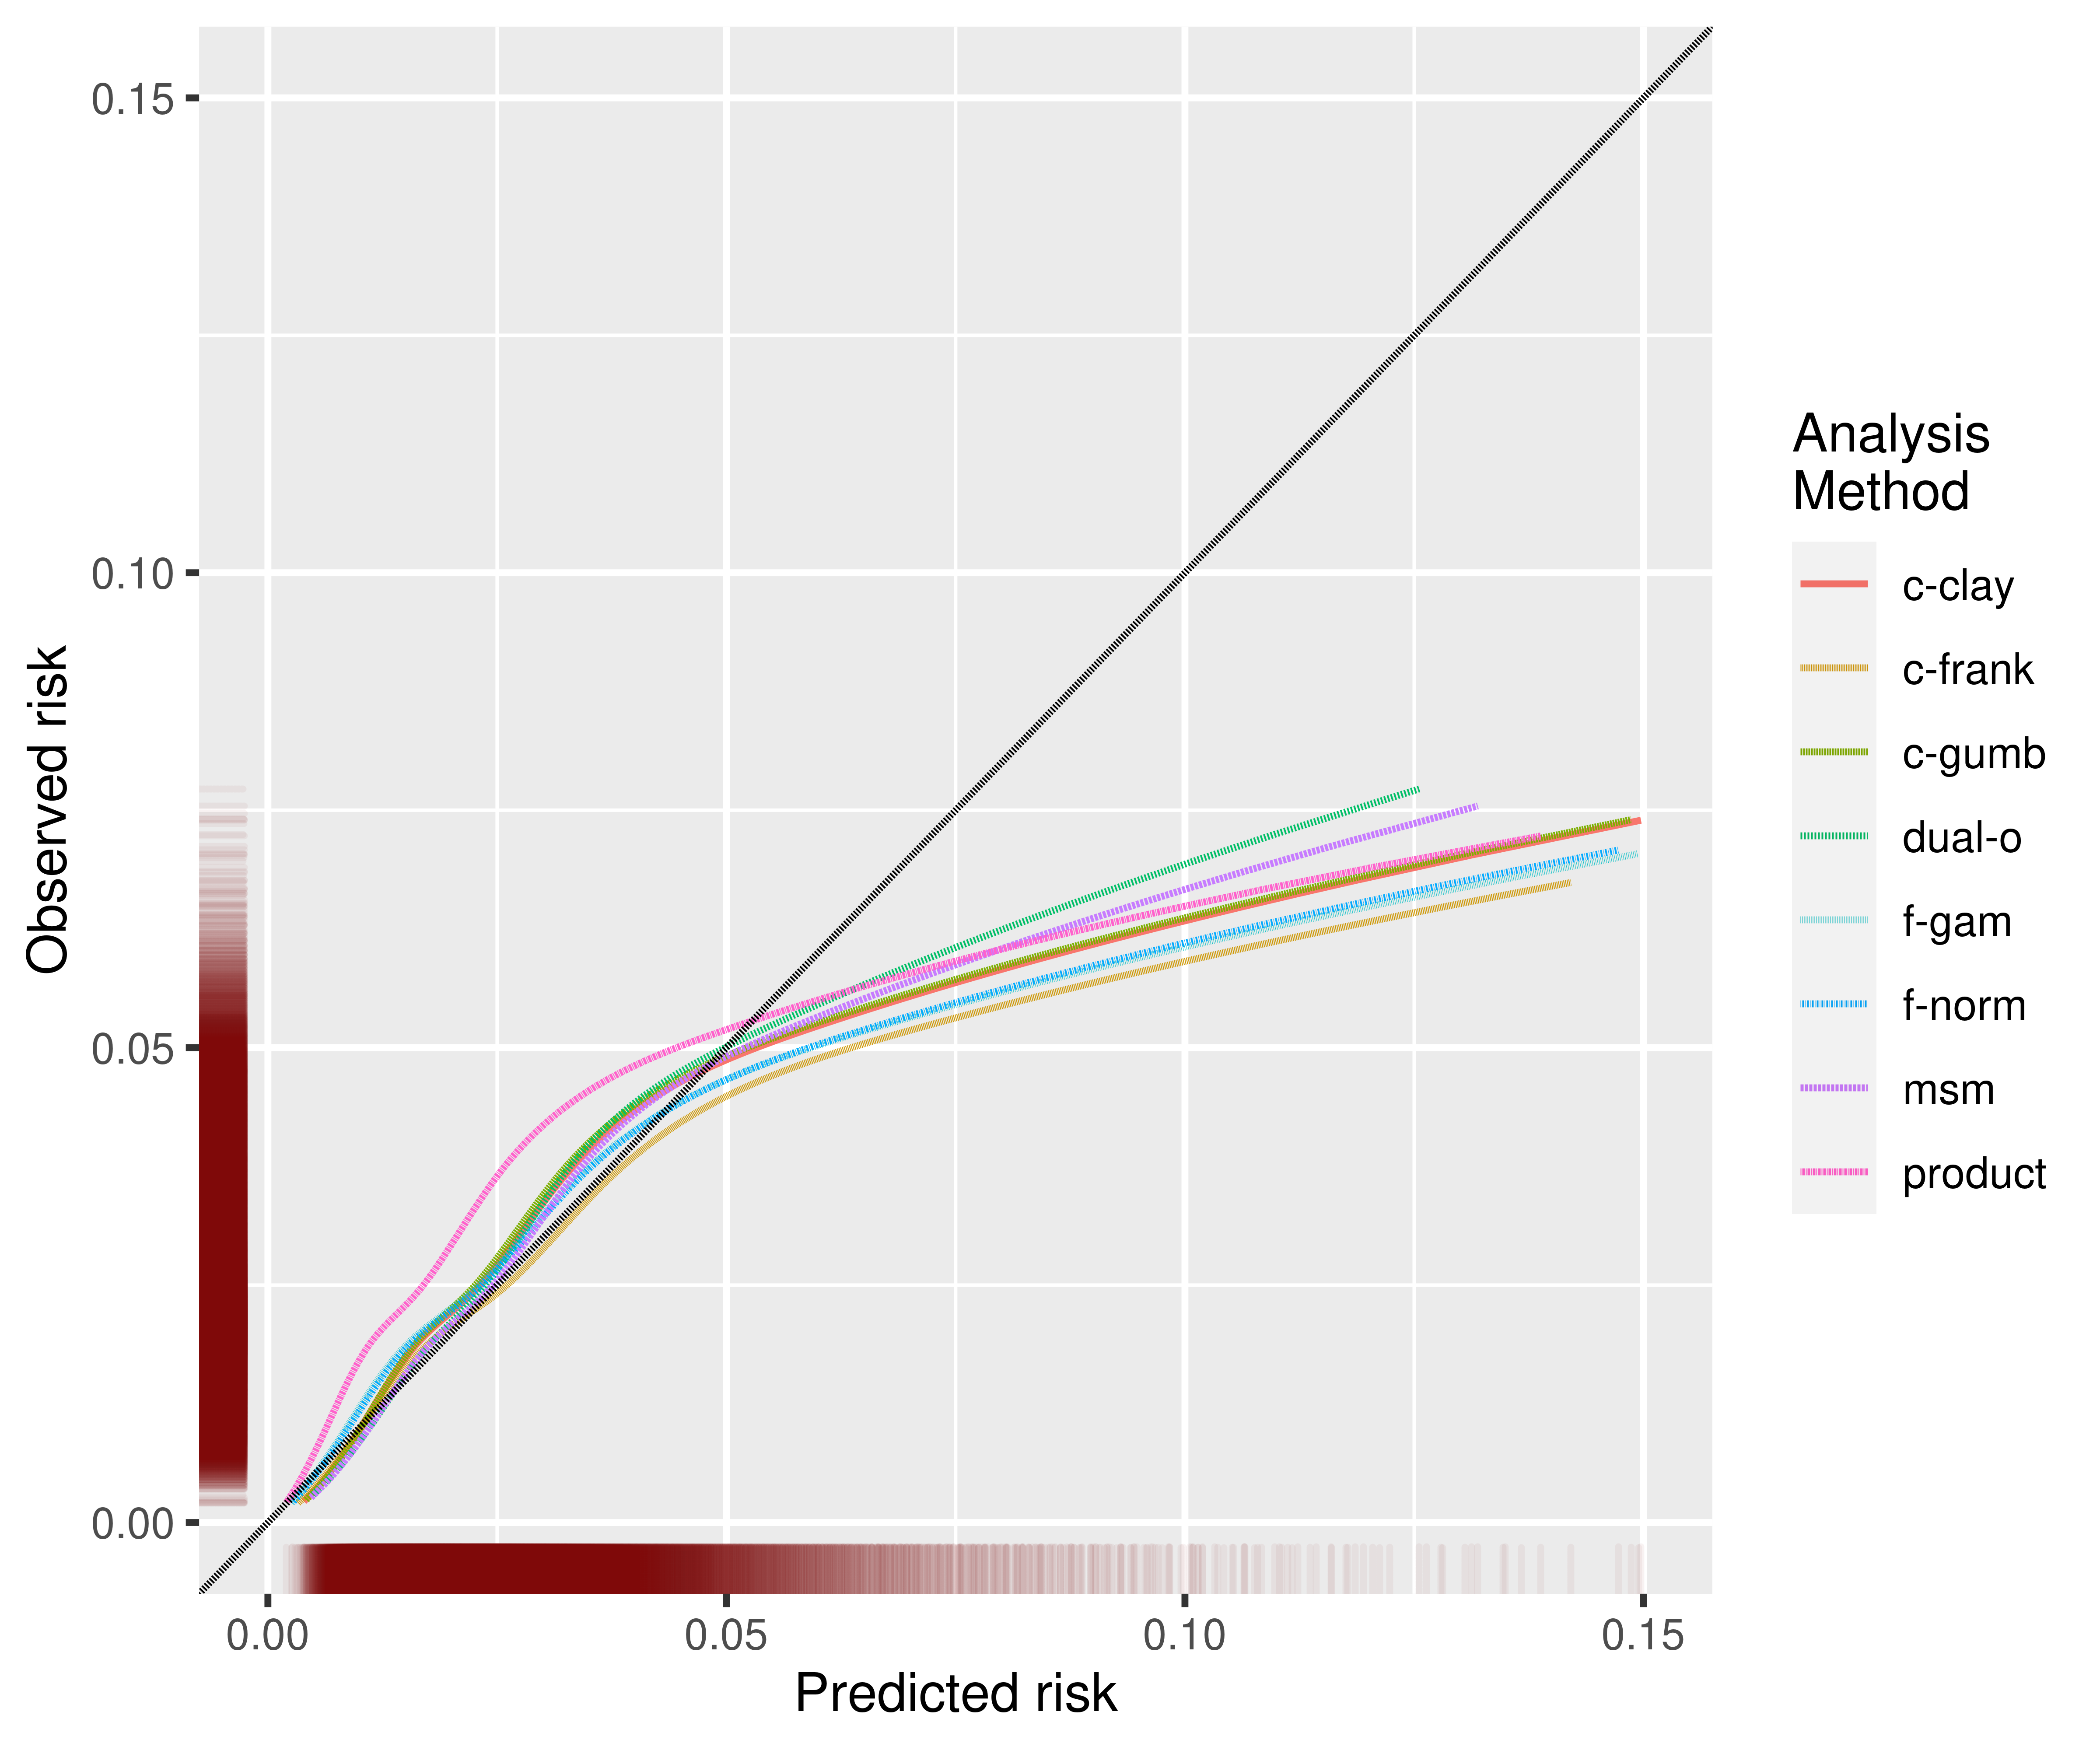 0.15
0.10
0.05
0.00
Observed risk
0.00 0.05 0.10 0.15
Predicted risk
Analysis
Method
c-clay
c-frank
c-gumb
dual-o
f-gam
f-norm
msm
product